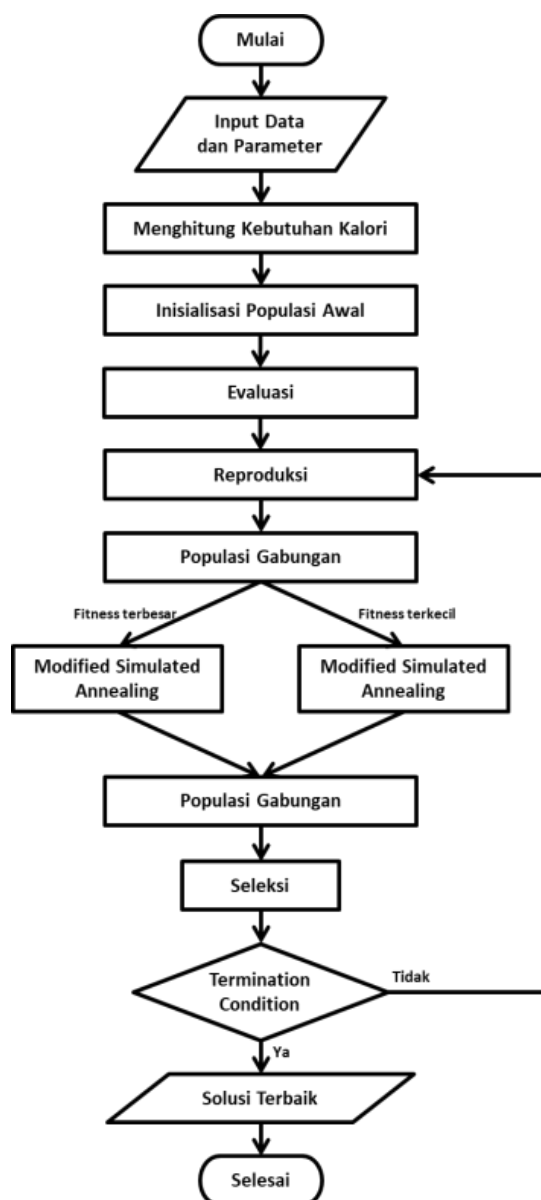 Mulai
Input Data
dan Parameter
Menghitung Kebutuhan Kalori
Inisialisasi Populasi Awal
Evaluasi
Reproduksi
Populasi Gabungan
Fitness terbesar
Fitness terkecil
Modified Simulated
Annealing
Modified Simulated
Annealing
Populasi Gabungan
Seleksi
Termination
Condition
Tidak
Ya
Solusi Terbaik
Selesai